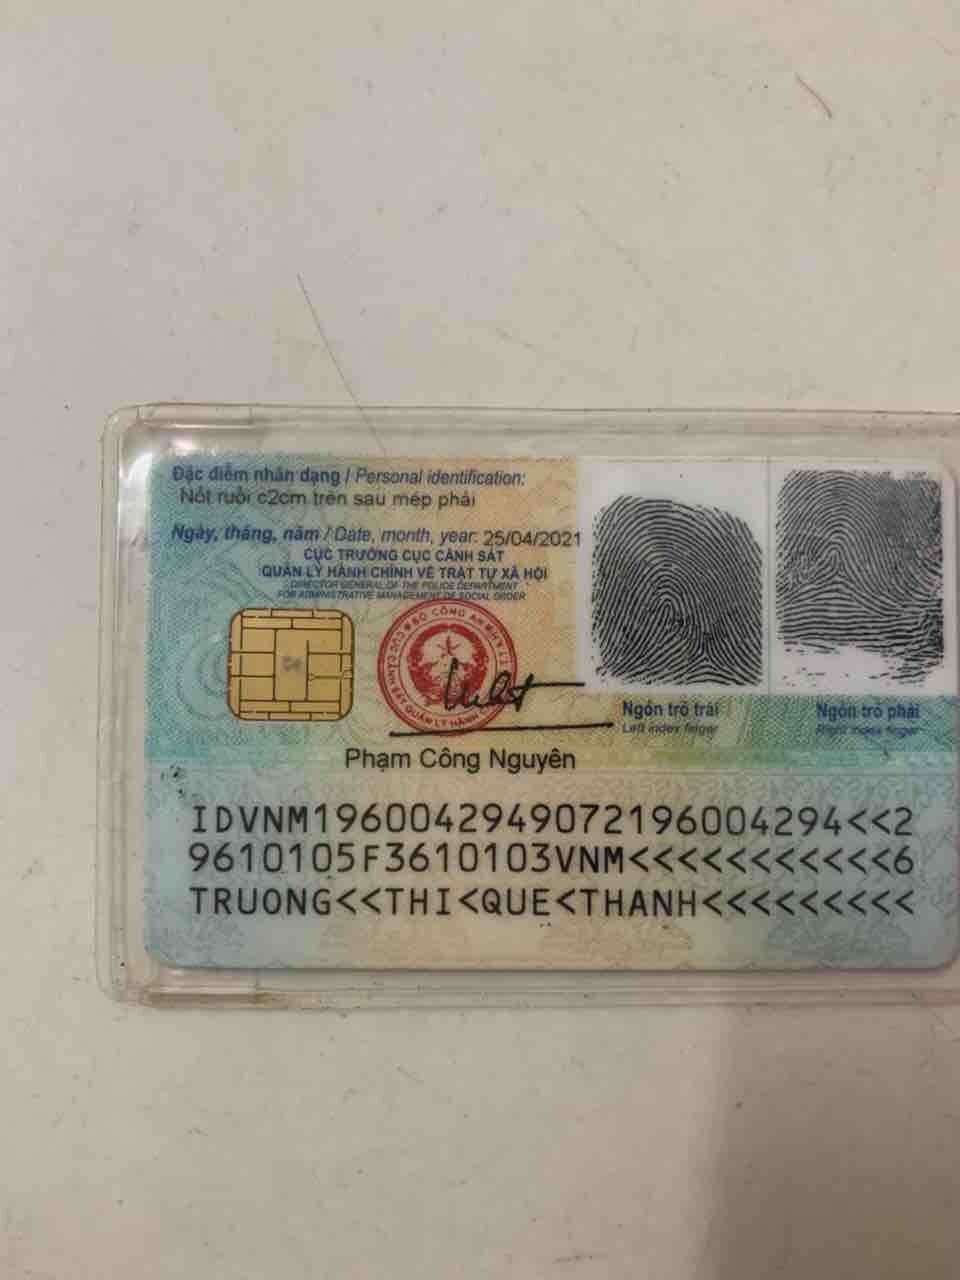 Đặc điểm nhân dạng / Personal identification:
Nốt ruồi c2cm trên sau mép phải
Ngày, tháng, năm / Date, month, year: 25/04/2021
CỤC TRƯỞNG CỤC CẢNH SÁT
QUẢN LÝ HÀNH CHÍNH VỀ TRẬT TỰ XÃ HỘI
DIRECTOR GENERAL OF THE POLICE DEPARTMENT
FOR ADMINISTRATIVE MANAGEMENT OF SOCIAL ORDER
BỘ CÔNG AN
Phạm Công Nguyên
Ngón trỏ trái
Left index finger
Ngón trỏ phải
Right index finger
IDVNM1960042949072196004294<<2
9610105F3610103VNM<<<<<<<<<<<6
TRUONG<<THI<QUE<THANH<<<<<<<<<